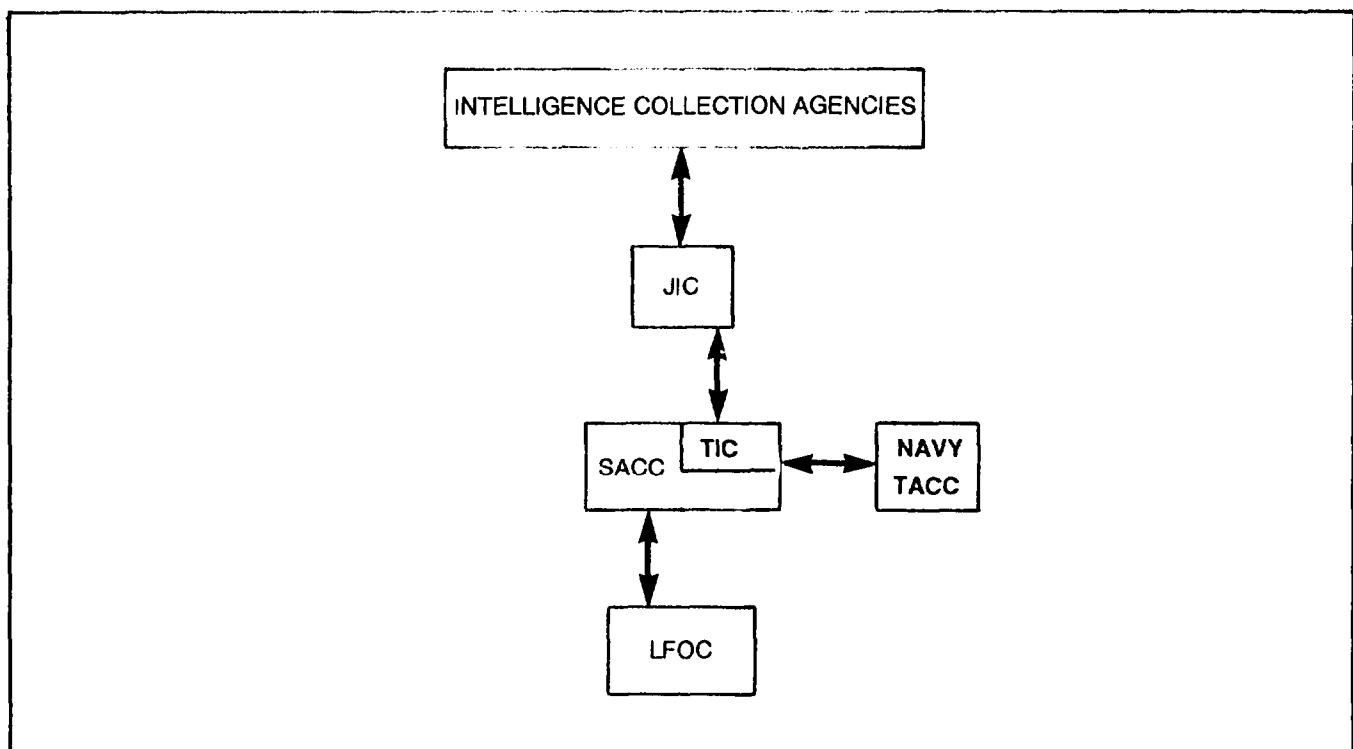 INTELLIGENCE COLLECTION AGENCIES
JIC
TIC
SACC
NAVY
TACC
LFOC